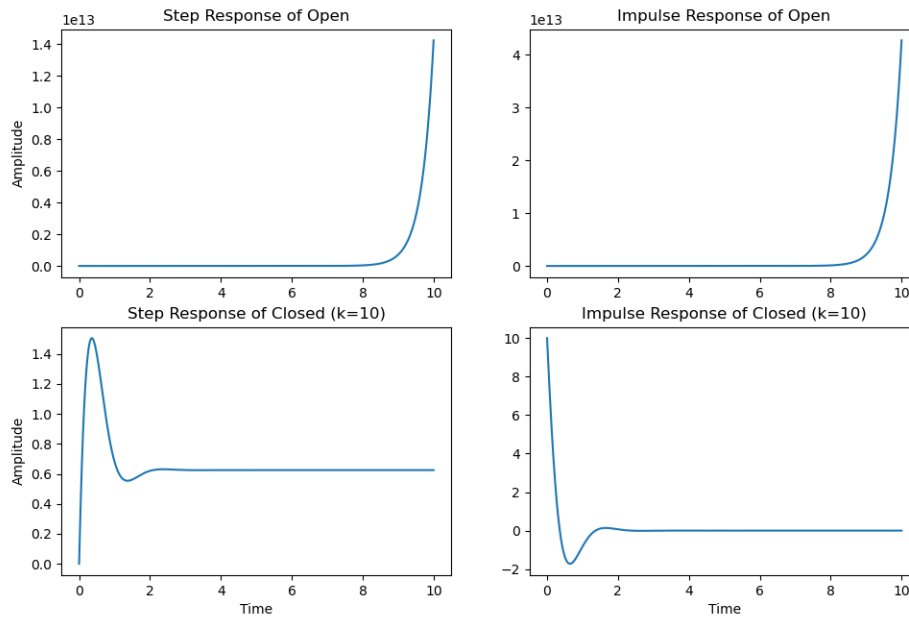 Step Response of Open
1e13
Amplitude
1.4
1.2
1.0
0.8
0.6
0.4
0.2
0.0
0 2 4 6 8 10
Impulse Response of Open
1e13
4
3
2
1
0
0 2 4 6 8 10
Step Response of Closed (k=10)
Amplitude
1.4
1.2
1.0
0.8
0.6
0.4
0.2
0.0
0 2 4 6 8 10
Time
Impulse Response of Closed (k=10)
10
8
6
4
2
0
−2
0 2 4 6 8 10
Time